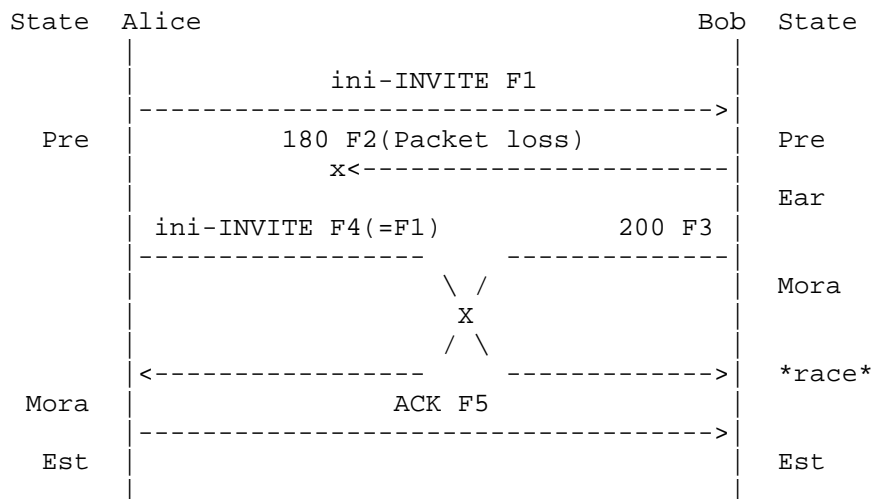 State Alice Bob State
ini-INVITE F1
------------------------------------>
Pre 180 F2(Packet loss) Pre
x<-----------------------
Ear
ini-INVITE F4(=F1) 200 F3
------------------ --------------
\ / Mora
X
/ \
<----------------- -------------> *race*
Mora ACK F5
------------------------------------>
Est Est